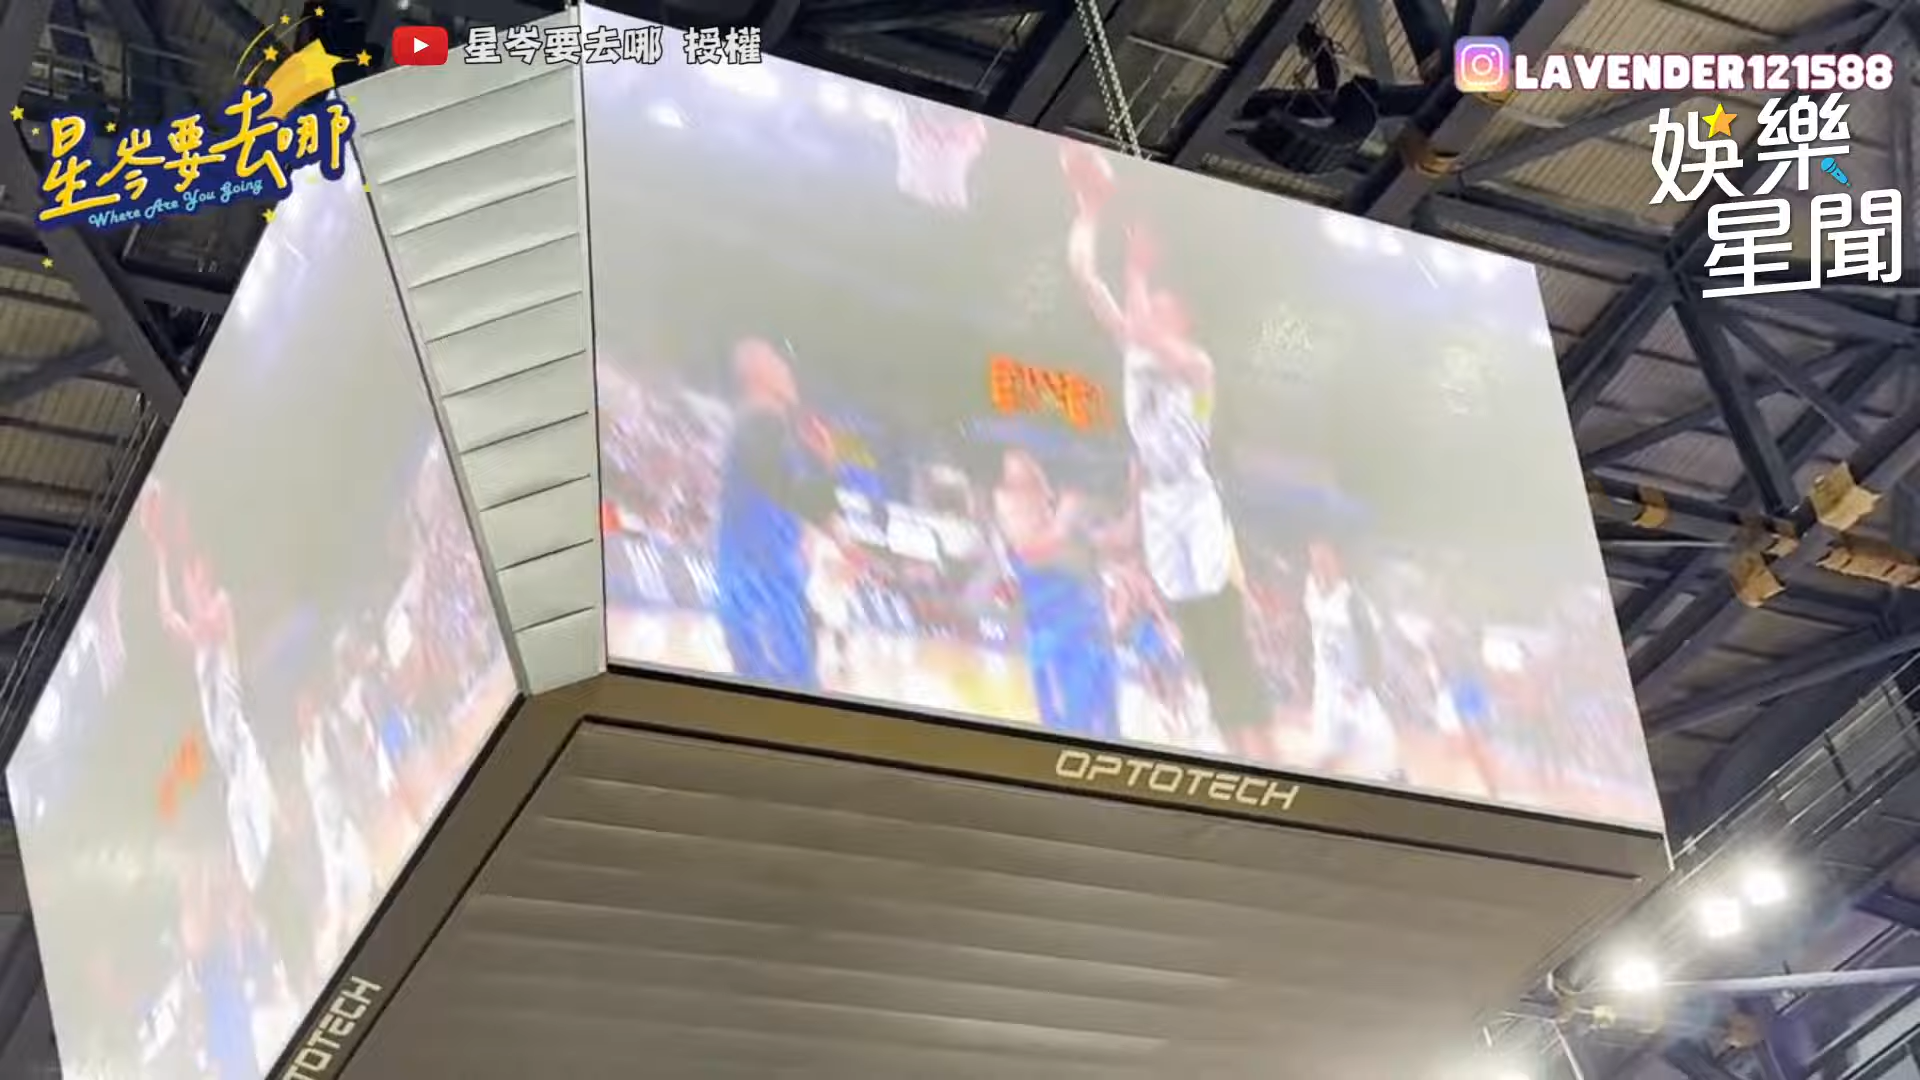 星岑要去哪 授權
LAVENDER121588
星岑要去哪
Where Are You Going
娛樂
星聞
OPTOTECH
TOTECH